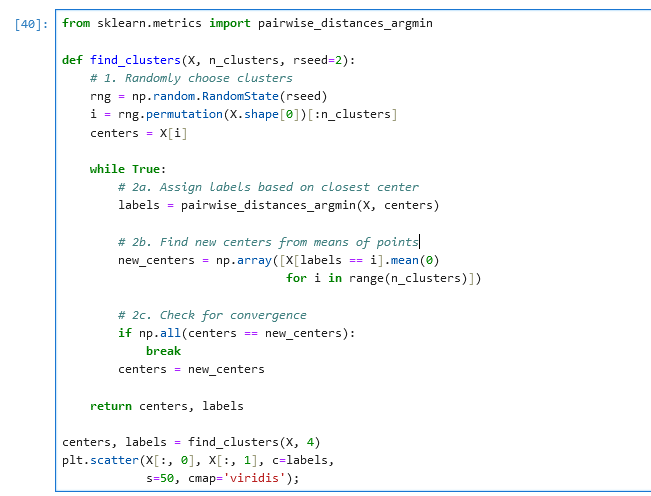 [40]: from sklearn.metrics import pairwise_distances_argmin
def find_clusters(X, n_clusters, rseed=2):
    # 1. Randomly choose clusters
    rng = np.random.RandomState(rseed)
    i = rng.permutation(X.shape[0])[:n_clusters]
    centers = X[i]
    while True:
        # 2a. Assign labels based on closest center
        labels = pairwise_distances_argmin(X, centers)
        # 2b. Find new centers from means of points
        new_centers = np.array([X[labels == i].mean(0)
                                for i in range(n_clusters)])
        # 2c. Check for convergence
        if np.all(centers == new_centers):
            break
        centers = new_centers
    return centers, labels
centers, labels = find_clusters(X, 4)
plt.scatter(X[:, 0], X[:, 1], c=labels,
            s=50, cmap='viridis');